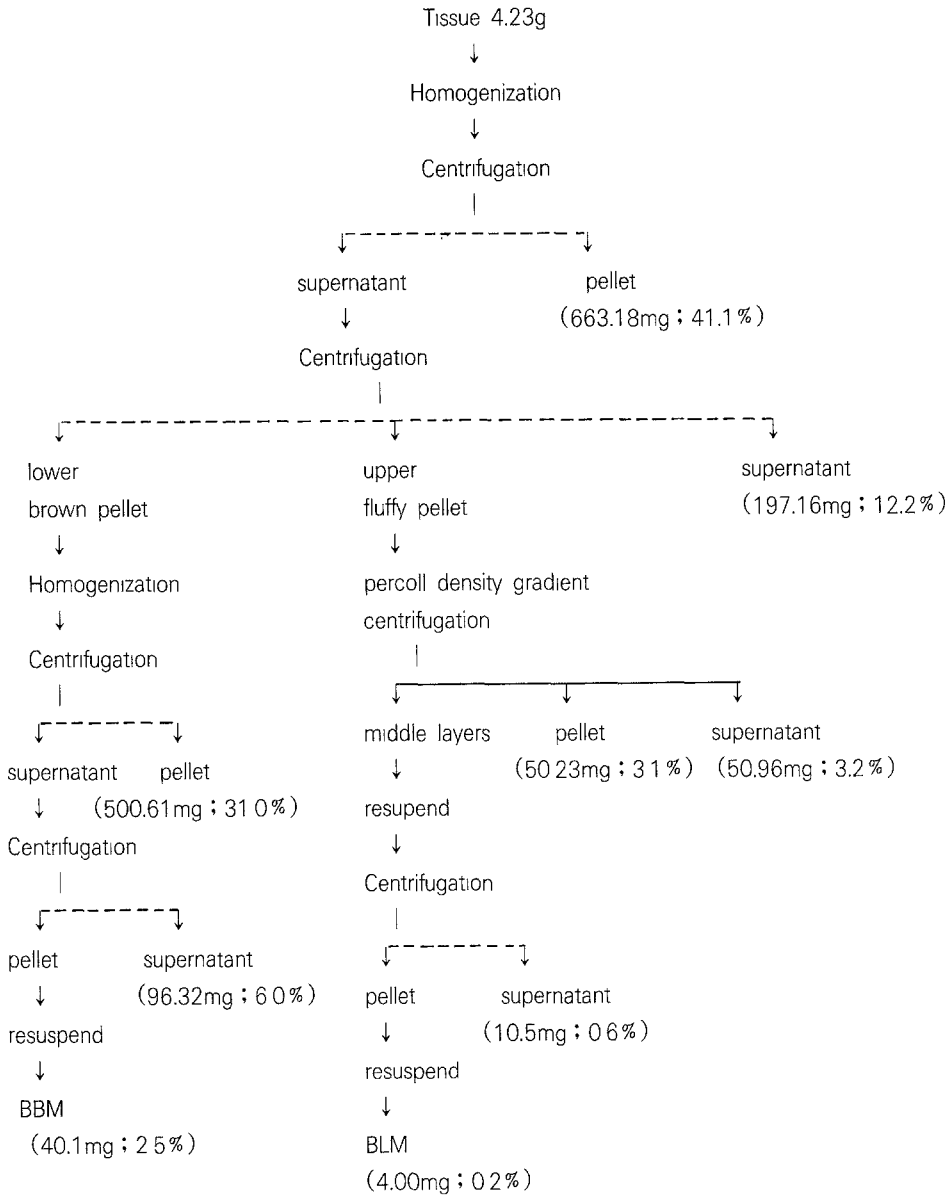 Tissue 4.23g
↓
Homogenization
↓
Centrifugation
supernatant
pellet
↓
(663.18mg ; 41.1%)
Centrifugation
lower
upper
supernatant
brown pellet
fluffy pellet
(197.16mg ; 12.2%)
↓
↓
Homogenization
percoll density gradient
↓
centrifugation
Centrifugation
middle layers
pellet
supernatant
supernatant
pellet
↓
(50 23mg ; 3 1%)
(50.96mg ; 3.2%)
↓
(500.61mg ; 31 0%)
resupend
Centrifugation
↓
Centrifugation
pellet
supernatant
↓
(96.32mg ; 6 0%)
pellet
supernatant
resuspend
↓
(10.5mg ; 0 6%)
↓
resuspend
BBM
↓
(40.1mg ; 2 5%)
BLM
(4.00mg ; 0 2%)